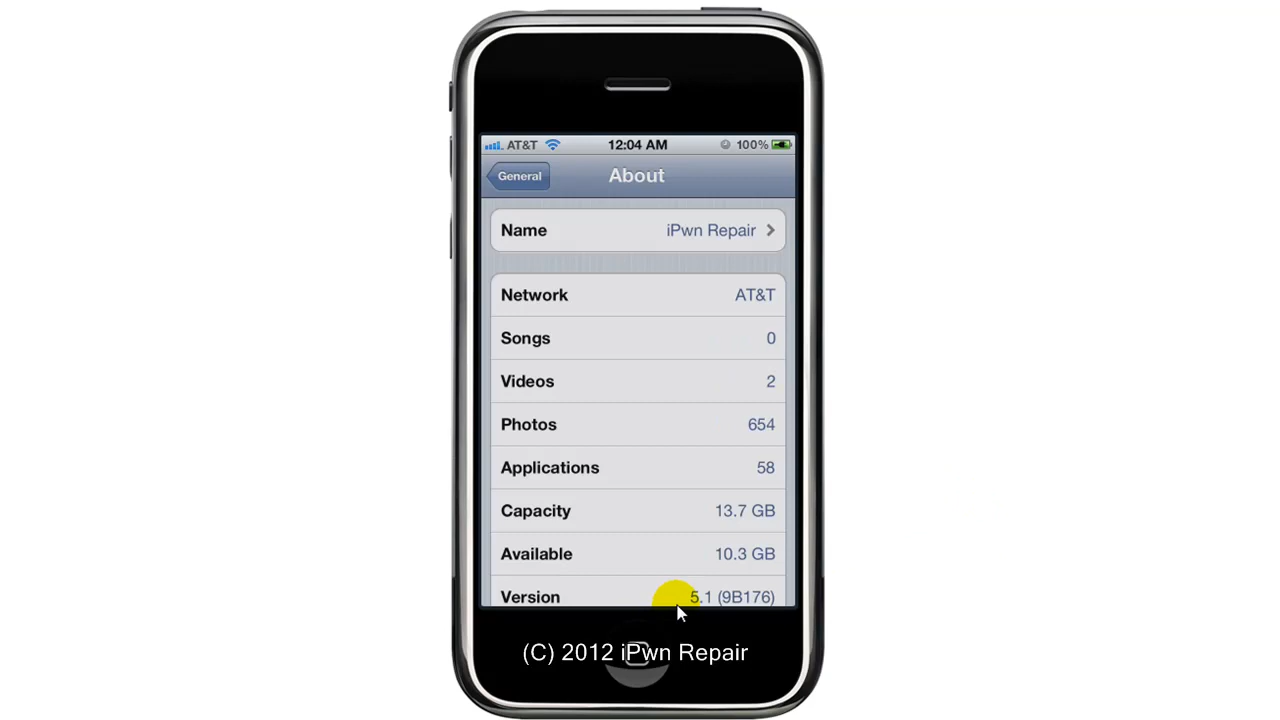 AT&T 12:04 AM 100%
General About
Name iPwn Repair
Network AT&T
Songs 0
Videos 2
Photos 654
Applications 58
Capacity 13.7 GB
Available 10.3 GB
Version 5.1 (9B176)
(C) 2012 iPwn Repair